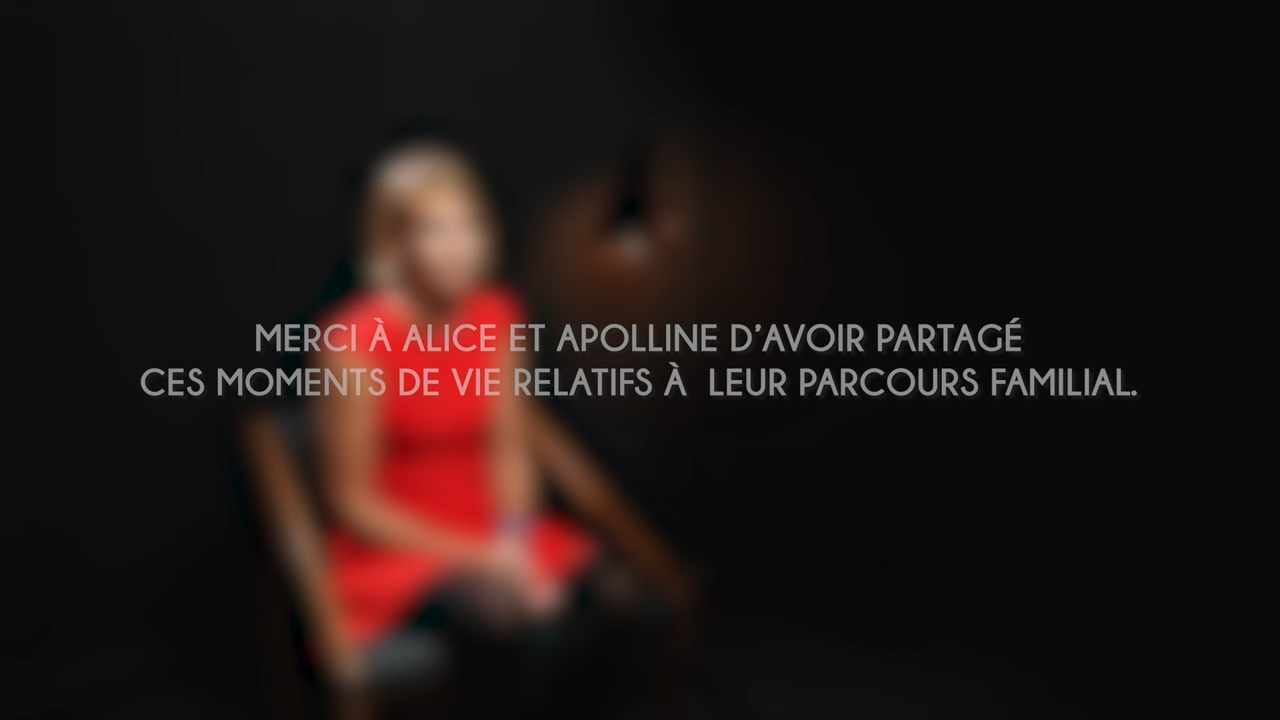 MERCI À ALICE ET APOLLINE D’AVOIR PARTAGÉ
CES MOMENTS DE VIE RELATIFS À  LEUR PARCOURS FAMILIAL.